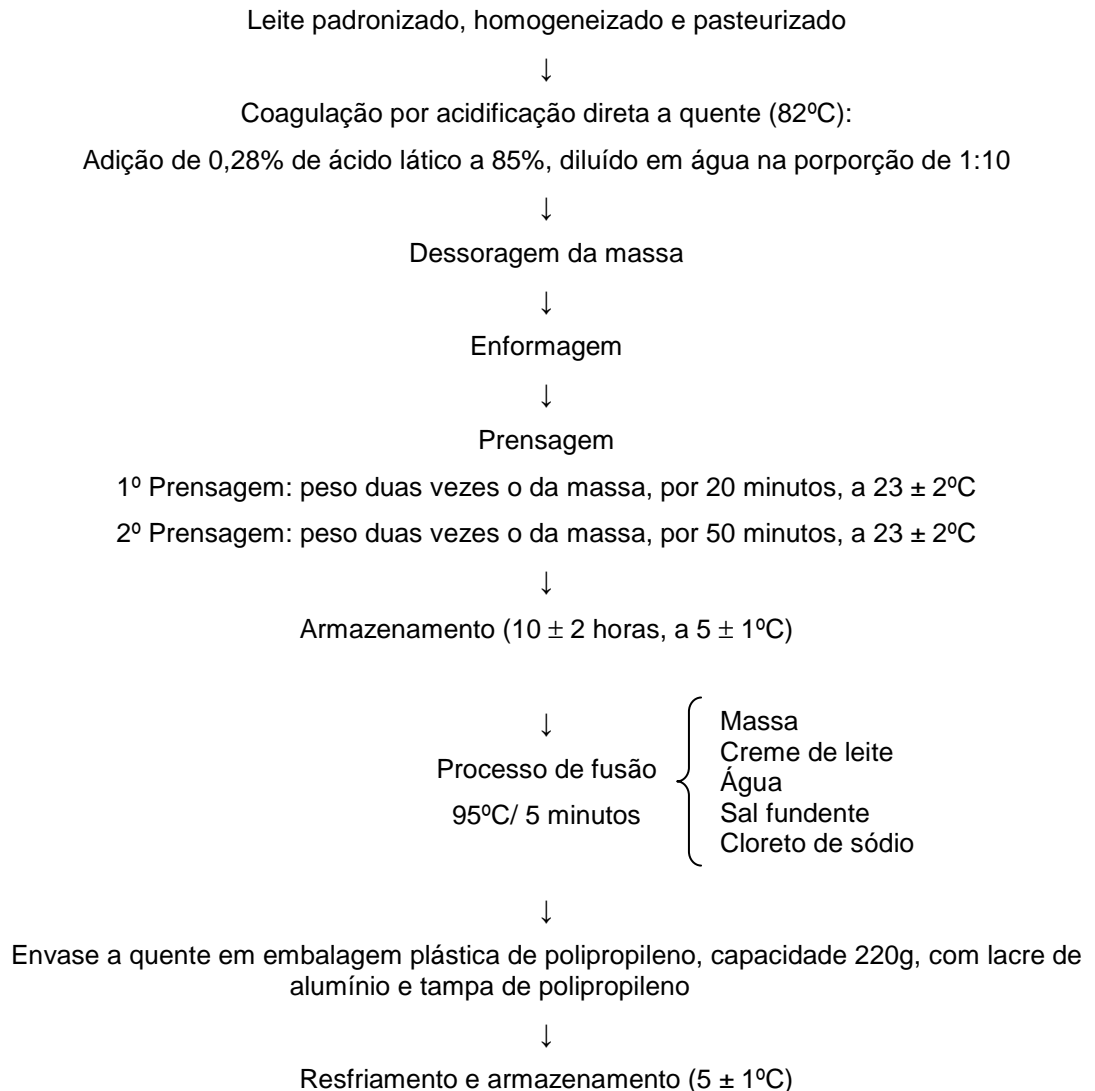 Leite padronizado, homogeneizado e pasteurizado
↓
Coagulação por acidificação direta a quente (82ºC):
Adição de 0,28% de ácido lático a 85%, diluído em água na porporção de 1:10
↓
Dessoragem da massa
↓
Enformagem
↓
Prensagem
1º Prensagem: peso duas vezes o da massa, por 20 minutos, a 23 ± 2ºC
2º Prensagem: peso duas vezes o da massa, por 50 minutos, a 23 ± 2ºC
↓
Armazenamento (10 ± 2 horas, a 5 ± 1ºC)
↓
Processo de fusão
95ºC/ 5 minutos
Massa
Creme de leite
Água
Sal fundente
Cloreto de sódio
↓
Envase a quente em embalagem plástica de polipropileno, capacidade 220g, com lacre de
alumínio e tampa de polipropileno
↓
Resfriamento e armazenamento (5 ± 1ºC)